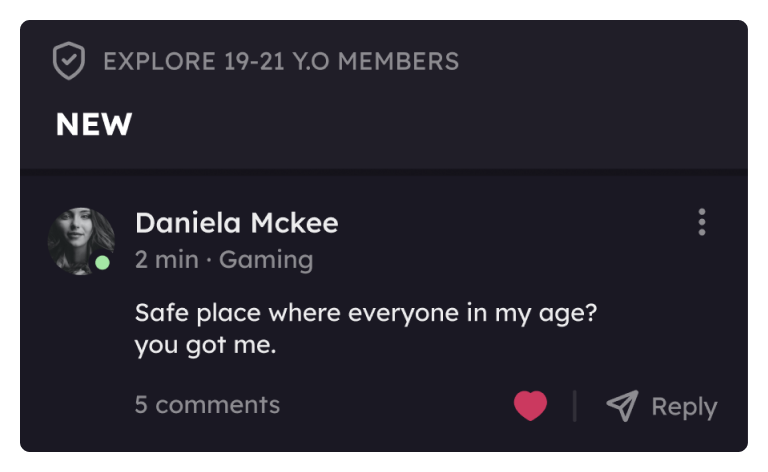 EXPLORE 19-21 Y.O MEMBERS
NEW
Daniela Mckee
2 min · Gaming
Safe place where everyone in my age?
you got me.
5 comments
Reply